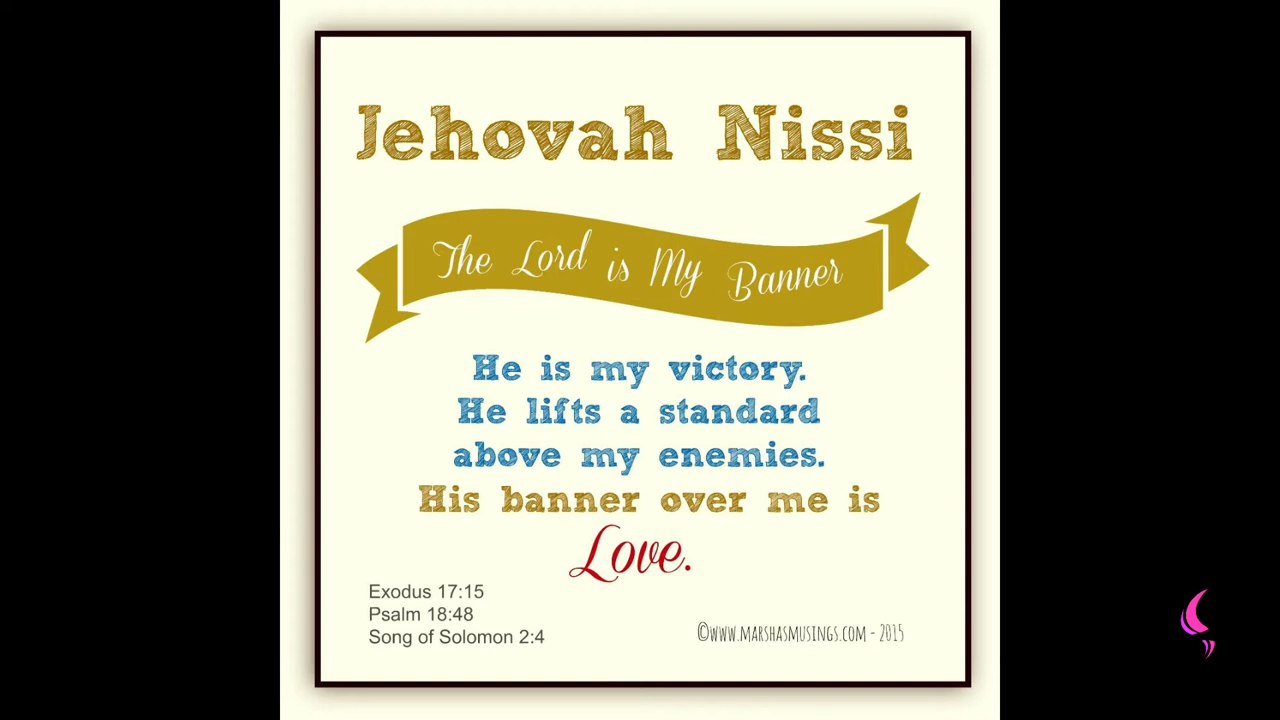 Jehovah Nissi
The Lord is My Banner
He is my victory.
He lifts a standard
above my enemies.
His banner over me is
Love.
Exodus 17:15
Psalm 18:48
Song of Solomon 2:4
©www.marshasmusings.com - 2015